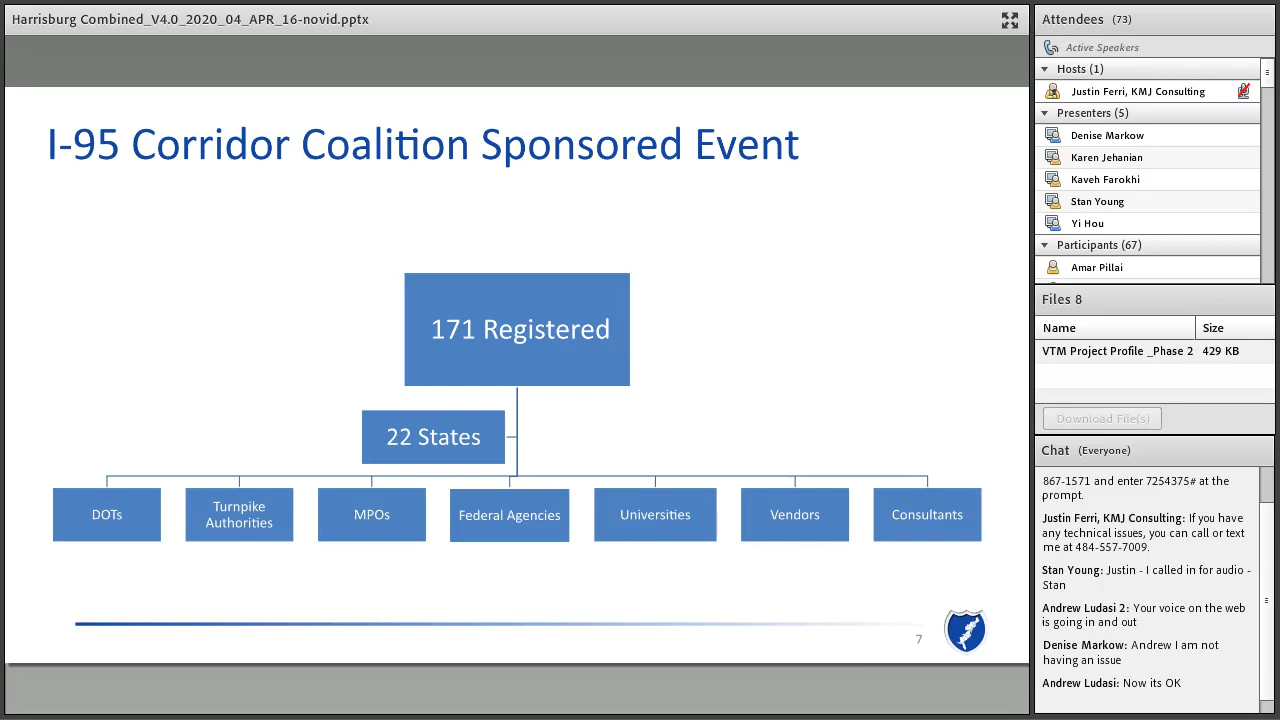 Harrisburg Combined_V4.0_2020_04_APR_16-novid.pptx
I-95 Corridor Coalition Sponsored Event
171 Registered
22 States
DOTs
Turnpike
Authorities
MPOs
Federal Agencies
Universities
Vendors
Consultants
7
Attendees (73)
Active Speakers
Hosts (1)
Justin Ferri, KMJ Consulting
Presenters (5)
Denise Markow
Karen Jehanian
Kaveh Farokhi
Stan Young
Yi Hou
Participants (67)
Amar Pillai
Files 8
Name Size
VTM Project Profile _Phase 2 429 KB
Download File(s)
Chat (Everyone)
867-1571 and enter 7254375# at the
prompt.
Justin Ferri, KMJ Consulting: If you have
any technical issues, you can call or text
me at 484-557-7009.
Stan Young: Justin - I called in for audio -
Stan
Andrew Ludasi 2: Your voice on the web
is going in and out
Denise Markow: Andrew I am not
having an issue
Andrew Ludasi: Now its OK